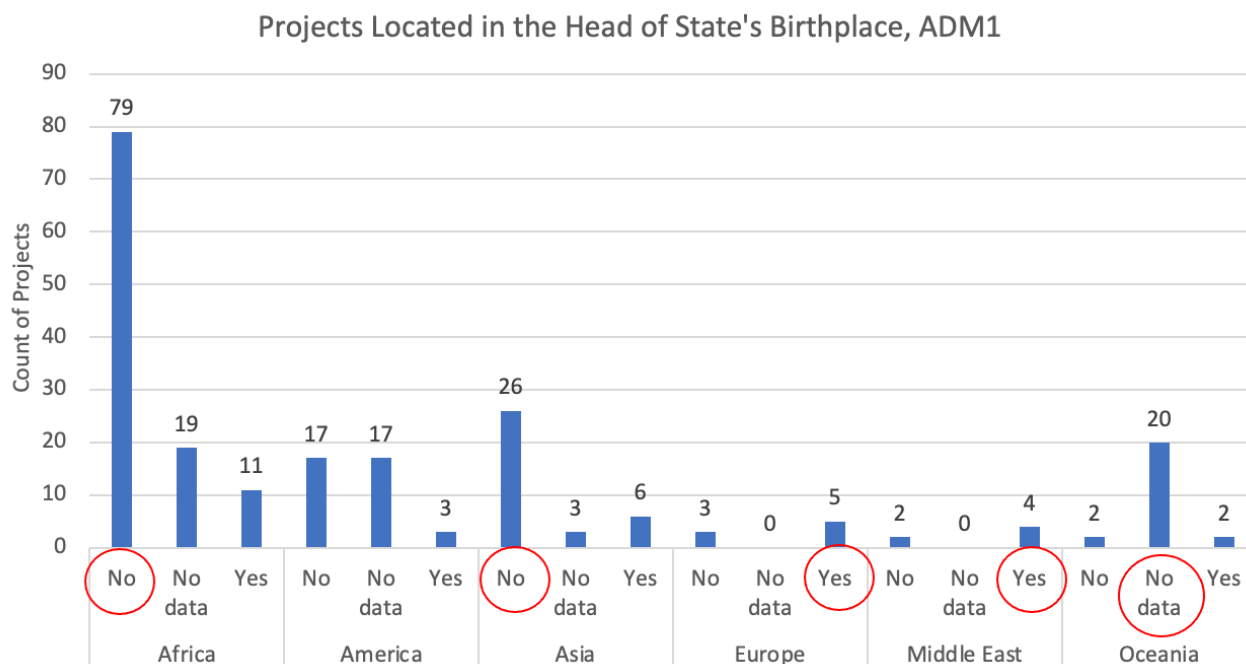 Projects Located in the Head of State's Birthplace, ADM1
Count of Projects
90
80
70
60
50
40
30
20
10
0
79
19
11
17
17
3
26
3
6
3
0
5
2
0
4
2
20
2
No
No data
Yes
No
No data
Yes
No
No data
Yes
No
No data
Yes
No
No data
Yes
No
No data
Yes
Africa
America
Asia
Europe
Middle East
Oceania